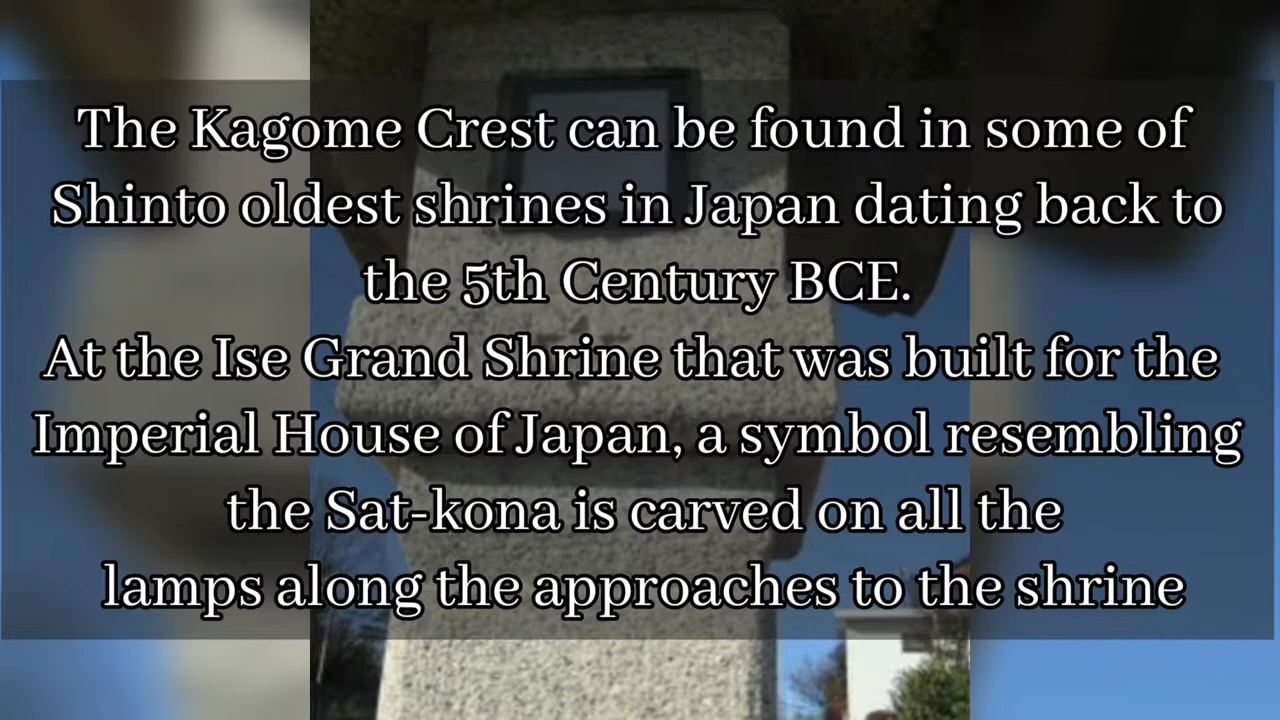 The Kagome Crest can be found in some of
Shinto oldest shrines in Japan dating back to
the 5th Century BCE.
At the Ise Grand Shrine that was built for the
Imperial House of Japan, a symbol resembling
the Sat-kona is carved on all the
lamps along the approaches to the shrine